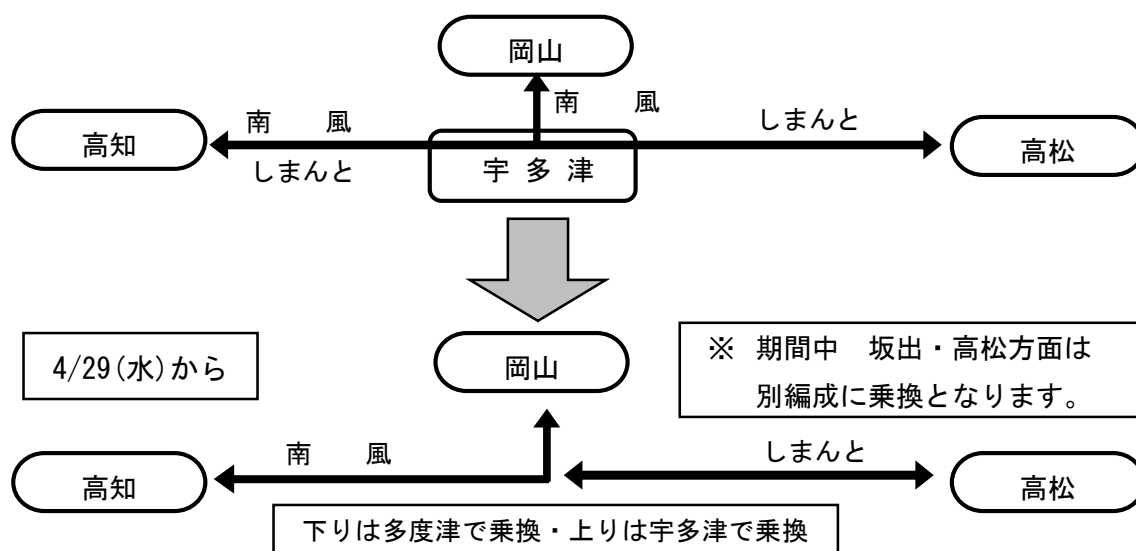 岡山
南 風
しまんと
南 風
高知
高松
しまんと
宇 多 津
4/29(水)から
岡山
※ 期間中 坂出・高松方面は
別編成に乗換となります。
南 風
しまんと
高知
高松
下りは多度津で乗換・上りは宇多津で乗換